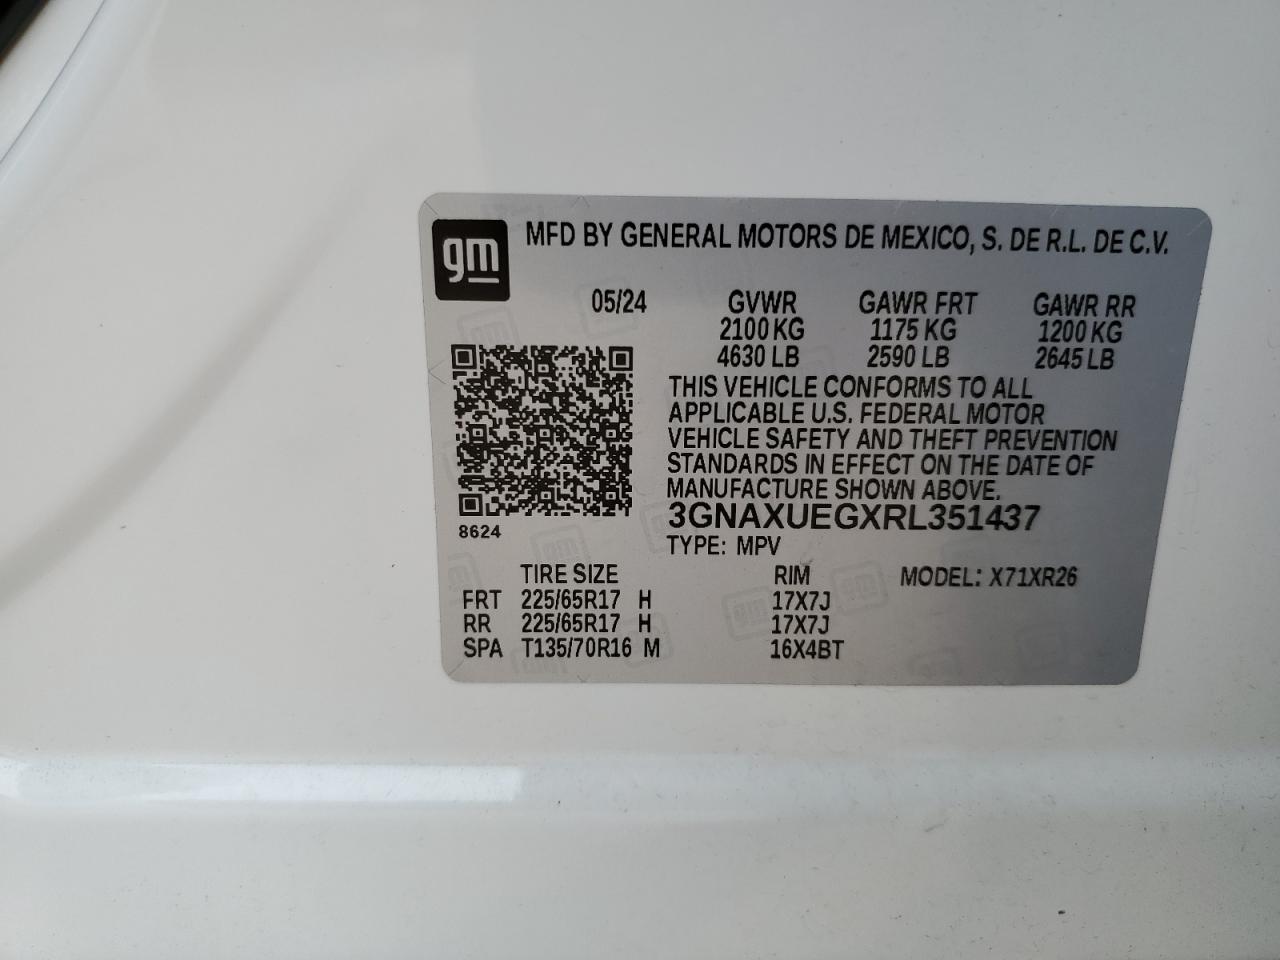 gm
MFD BY GENERAL MOTORS DE MEXICO, S. DE R.L. DE C.V.
05/24 GVWR GAWR FRT GAWR RR
2100 KG 1175 KG 1200 KG
4630 LB 2590 LB 2645 LB
THIS VEHICLE CONFORMS TO ALL
APPLICABLE U.S. FEDERAL MOTOR
VEHICLE SAFETY AND THEFT PREVENTION
STANDARDS IN EFFECT ON THE DATE OF
MANUFACTURE SHOWN ABOVE.
3GNAXUEGXRL351437
8624
TYPE: MPV
TIRE SIZE RIM MODEL: X71XR26
FRT 225/65R17 H 17X7J
RR 225/65R17 H 17X7J
SPA T135/70R16 M 16X4BT